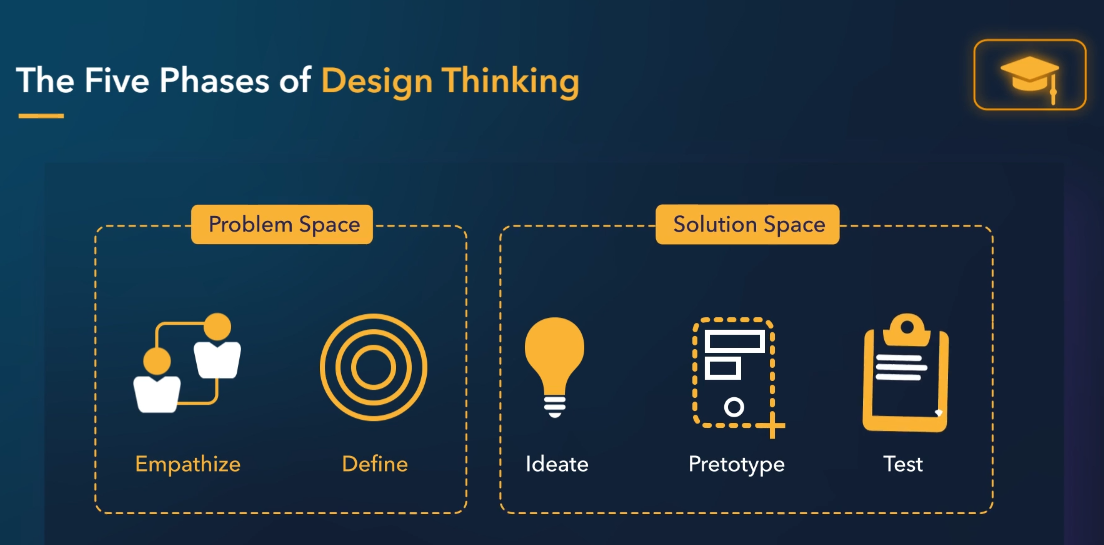 The Five Phases of Design Thinking
Problem Space
Solution Space
Empathize
Define
Ideate
Pretotype
Test